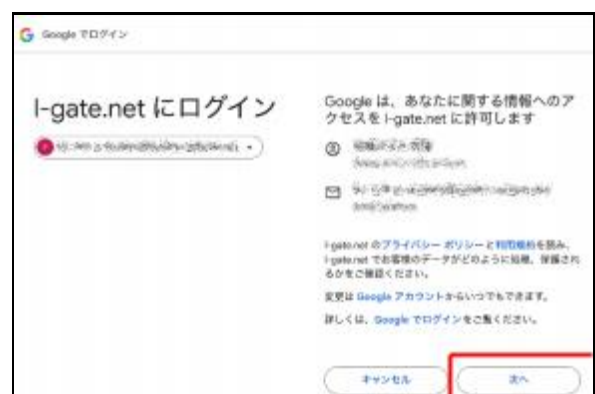 Google でログイン
l-gate.net にログイン
Google は、あなたに関する情報へのア
クセスを l-gate.net に許可します
l-gate.net のプライバシー ポリシーと利用規約を読み、
l-gate.net でお客様のデータがどのように処理、保護され
るかをご確認ください。
変更は Google アカウントからいつでもできます。
詳しくは、Google でログインをご覧ください。
キャンセル
次へ